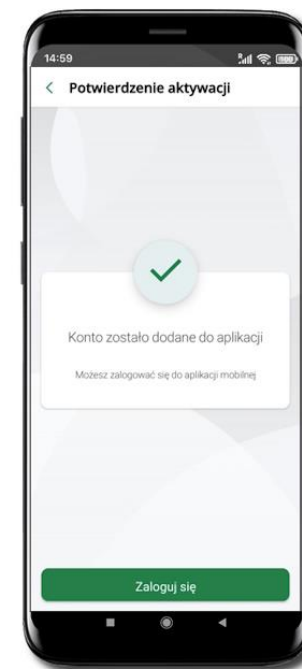 14:59
Potwierdzenie aktywacji
Konto zostało dodane do aplikacji
Możesz zalogować się do aplikacji mobilnej
Zaloguj się